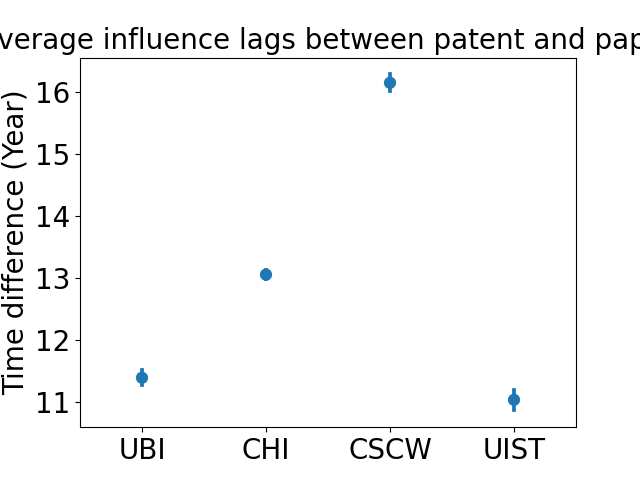 verage influence lags between patent and pap
Time difference (Year)
16
15
14
13
12
11
UBI CHI CSCW UIST